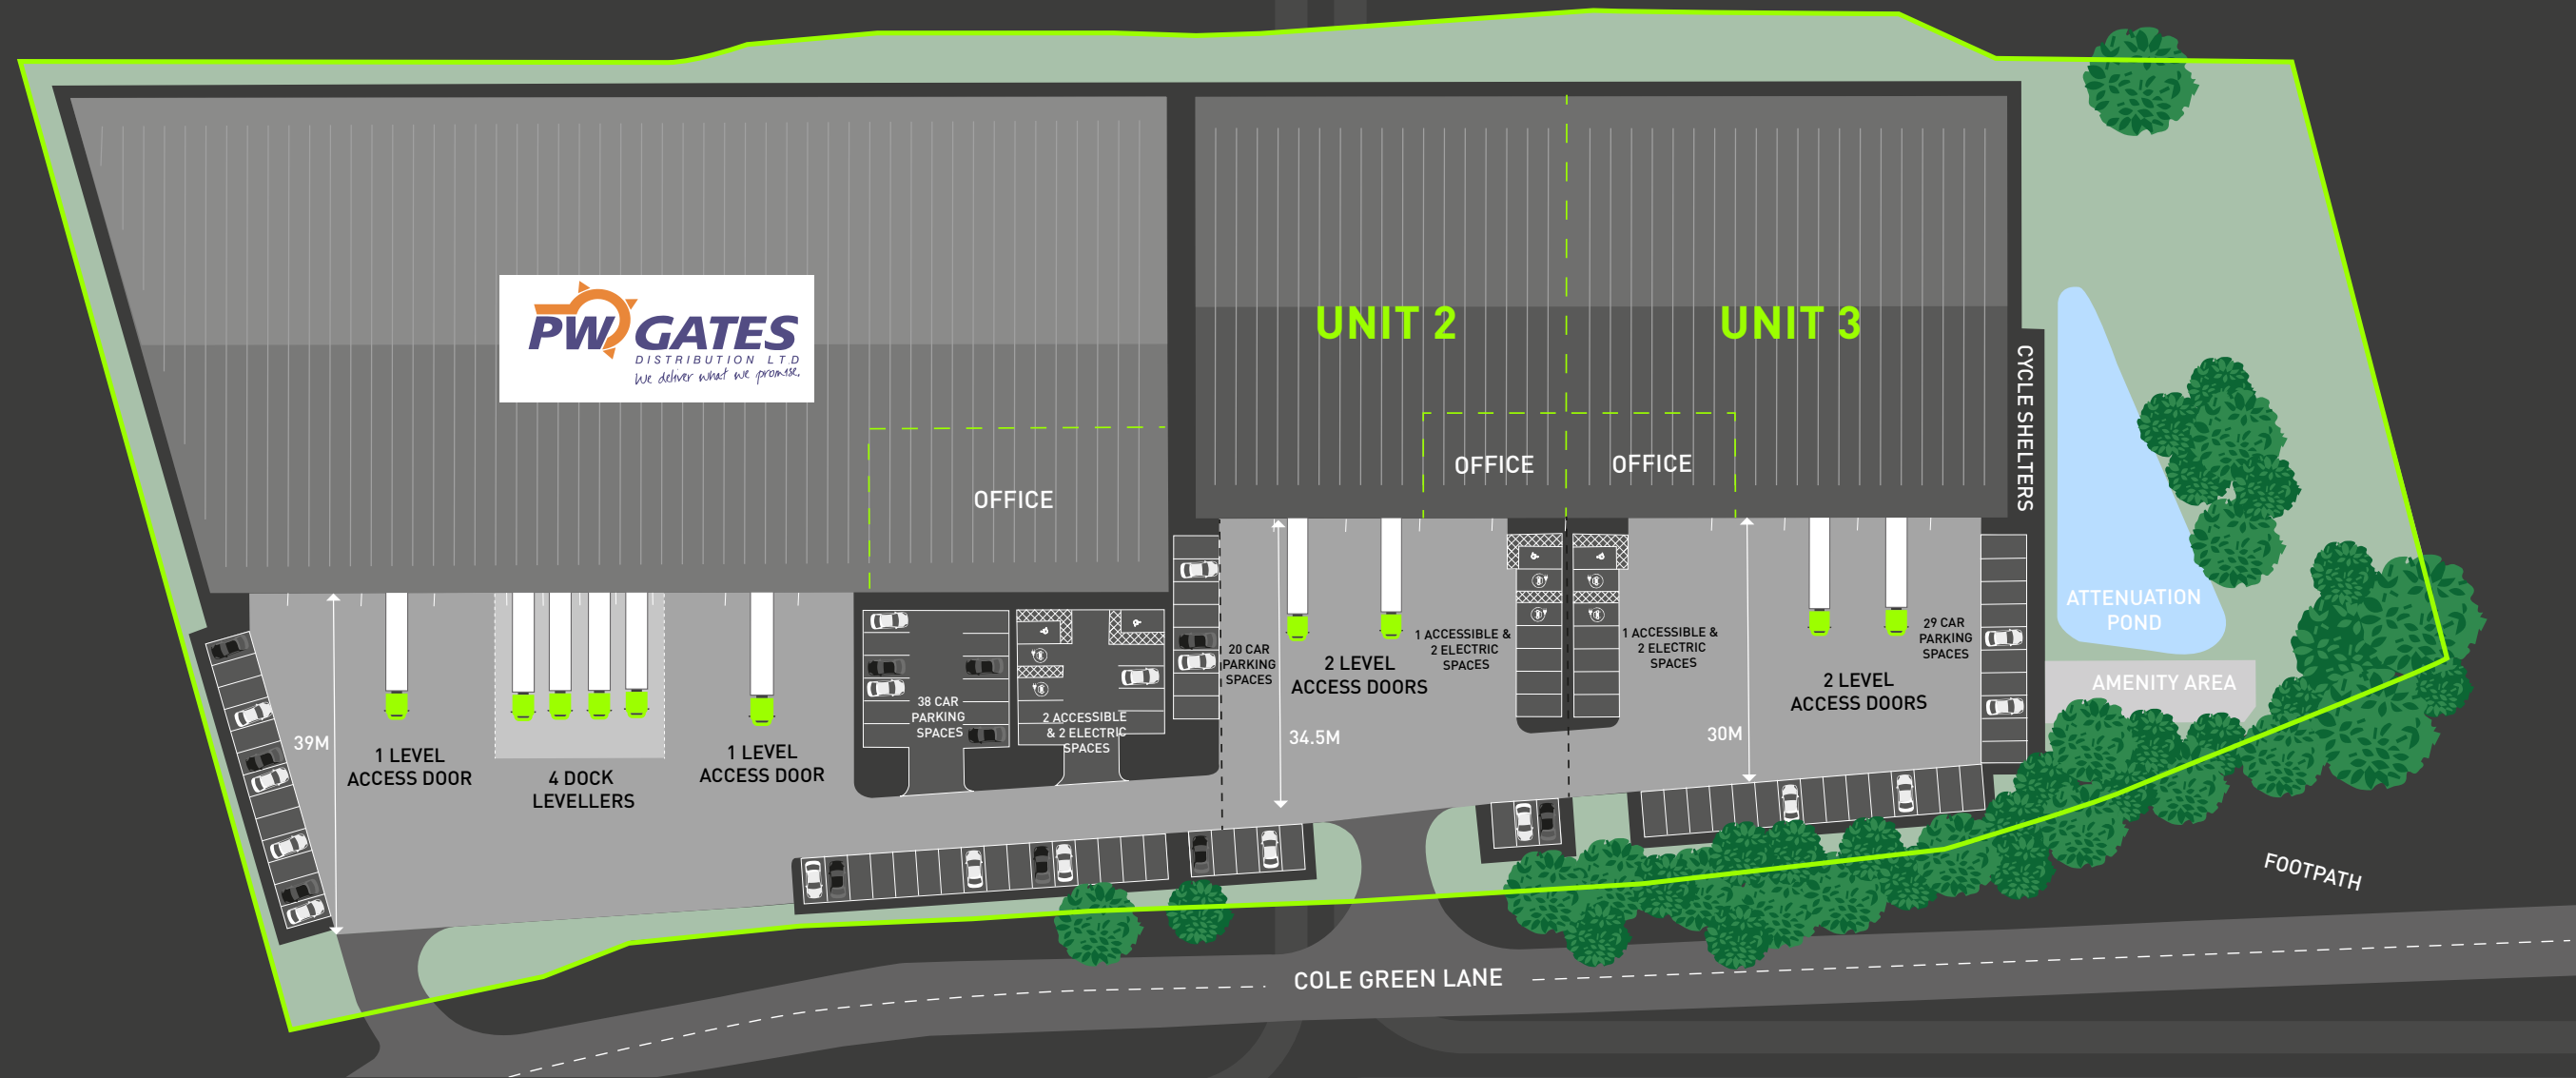 PW GATES
DISTRIBUTION LTD
We deliver what we promise.
UNIT 2
UNIT 3
OFFICE
OFFICE
OFFICE
CYCLE SHELTERS
ATTENUATION
POND
AMENITY AREA
39M
1 LEVEL
ACCESS DOOR
4 DOCK
LEVELLERS
1 LEVEL
ACCESS DOOR
38 CAR
PARKING
SPACES
2 ACCESSIBLE
& 2 ELECTRIC
SPACES
20 CAR
PARKING
SPACES
34.5M
2 LEVEL
ACCESS DOORS
1 ACCESSIBLE &
2 ELECTRIC
SPACES
1 ACCESSIBLE &
2 ELECTRIC
SPACES
30M
2 LEVEL
ACCESS DOORS
29 CAR
PARKING
SPACES
FOOTPATH
COLE GREEN LANE